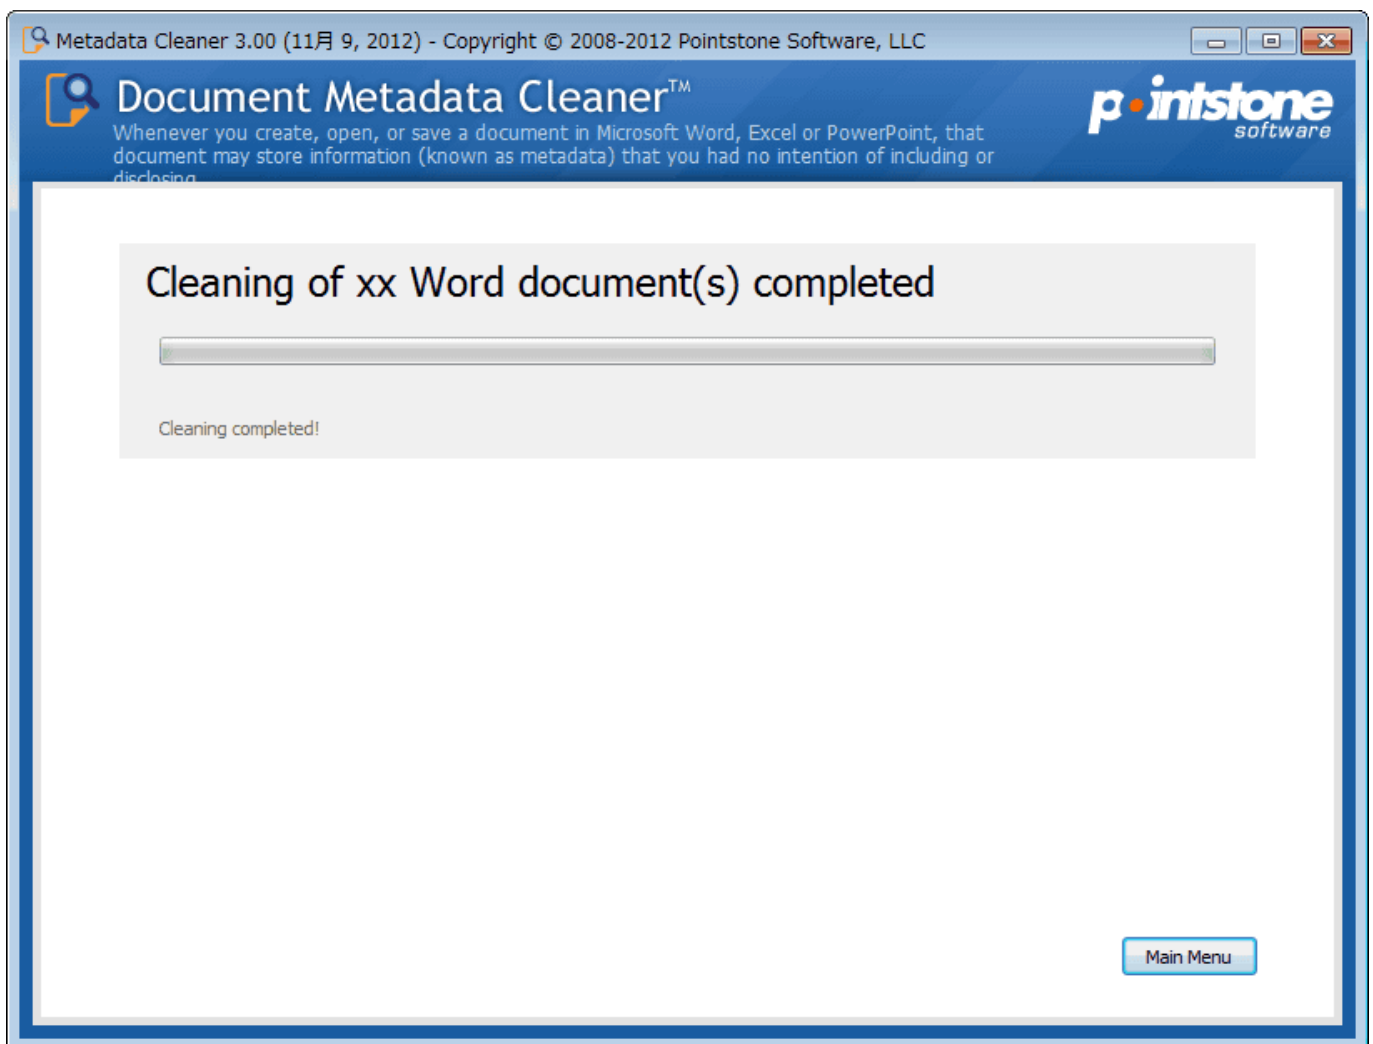 Metadata Cleaner 3.00 (11月 9, 2012) - Copyright © 2008-2012 Pointstone Software, LLC
Document Metadata Cleaner™
pointstone
software
Whenever you create, open, or save a document in Microsoft Word, Excel or PowerPoint, that
document may store information (known as metadata) that you had no intention of including or
disclosing
Cleaning of xx Word document(s) completed
Cleaning completed!
Main Menu